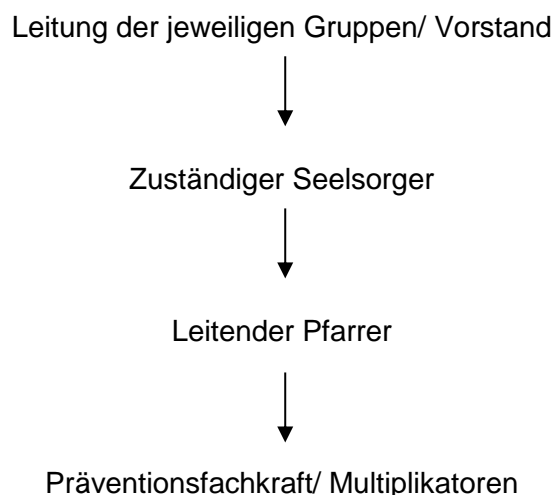 Leitung der jeweiligen Gruppen/ Vorstand
Zuständiger Seelsorger
Leitender Pfarrer
Präventionsfachkraft/ Multiplikatoren